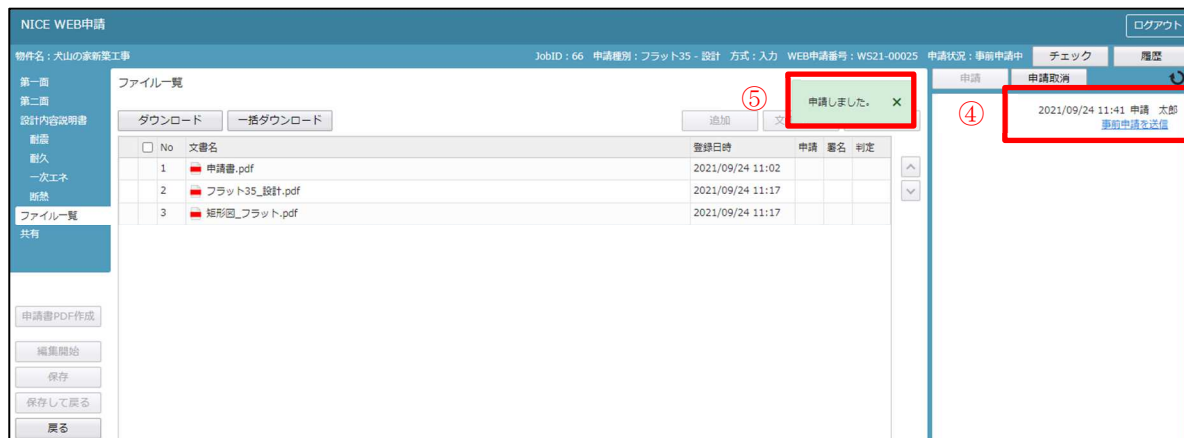 NICE WEB申請
ログアウト
物件名：犬山の家新築工事
JobID：66 申請種別：フラット35 - 設計 方式：入力 WEB申請番号：WS21-00025 申請状況：事前申請中
チェック
履歴
第一面
第二面
設計内容説明書
耐震
耐久
一次エネ
断熱
ファイル一覧
共有
申請書PDF作成
編集開始
保存
保存して戻る
戻る
ファイル一覧
⑤
申請しました。 ×
ダウンロード
一括ダウンロード
追加
文
No 文書名 登録日時 申請 署名 判定
1 申請書.pdf 2021/09/24 11:02
2 フラット35_設計.pdf 2021/09/24 11:17
3 矩形図_フラット.pdf 2021/09/24 11:17
申請
申請取消
④
2021/09/24 11:41 申請 太郎
事前申請を送信